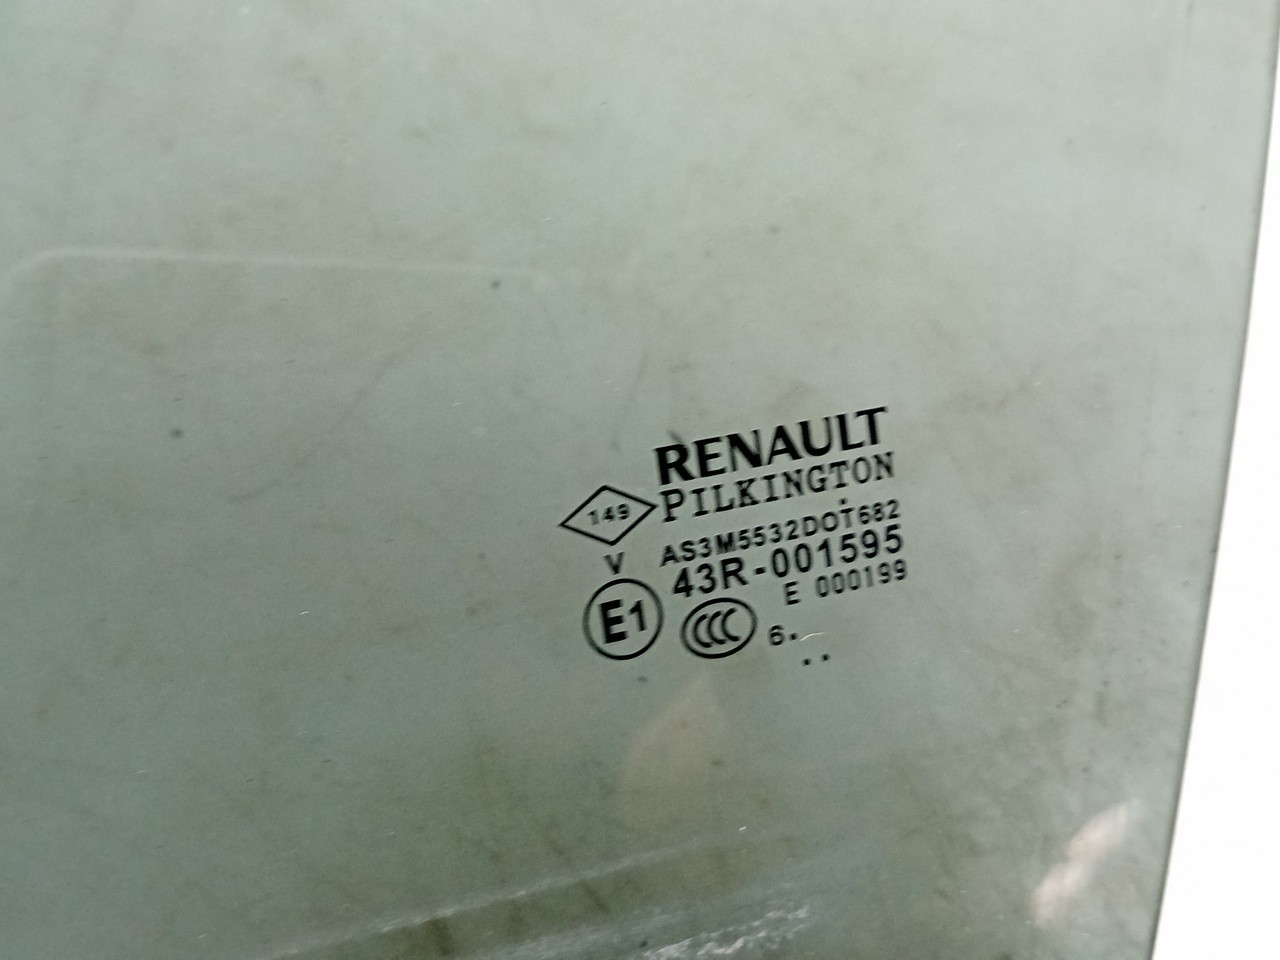 RENAULT
PILKINGTON
149
AS3M5532DOT682
V
43R-001595
E 000199
E1
CCC
6.
..